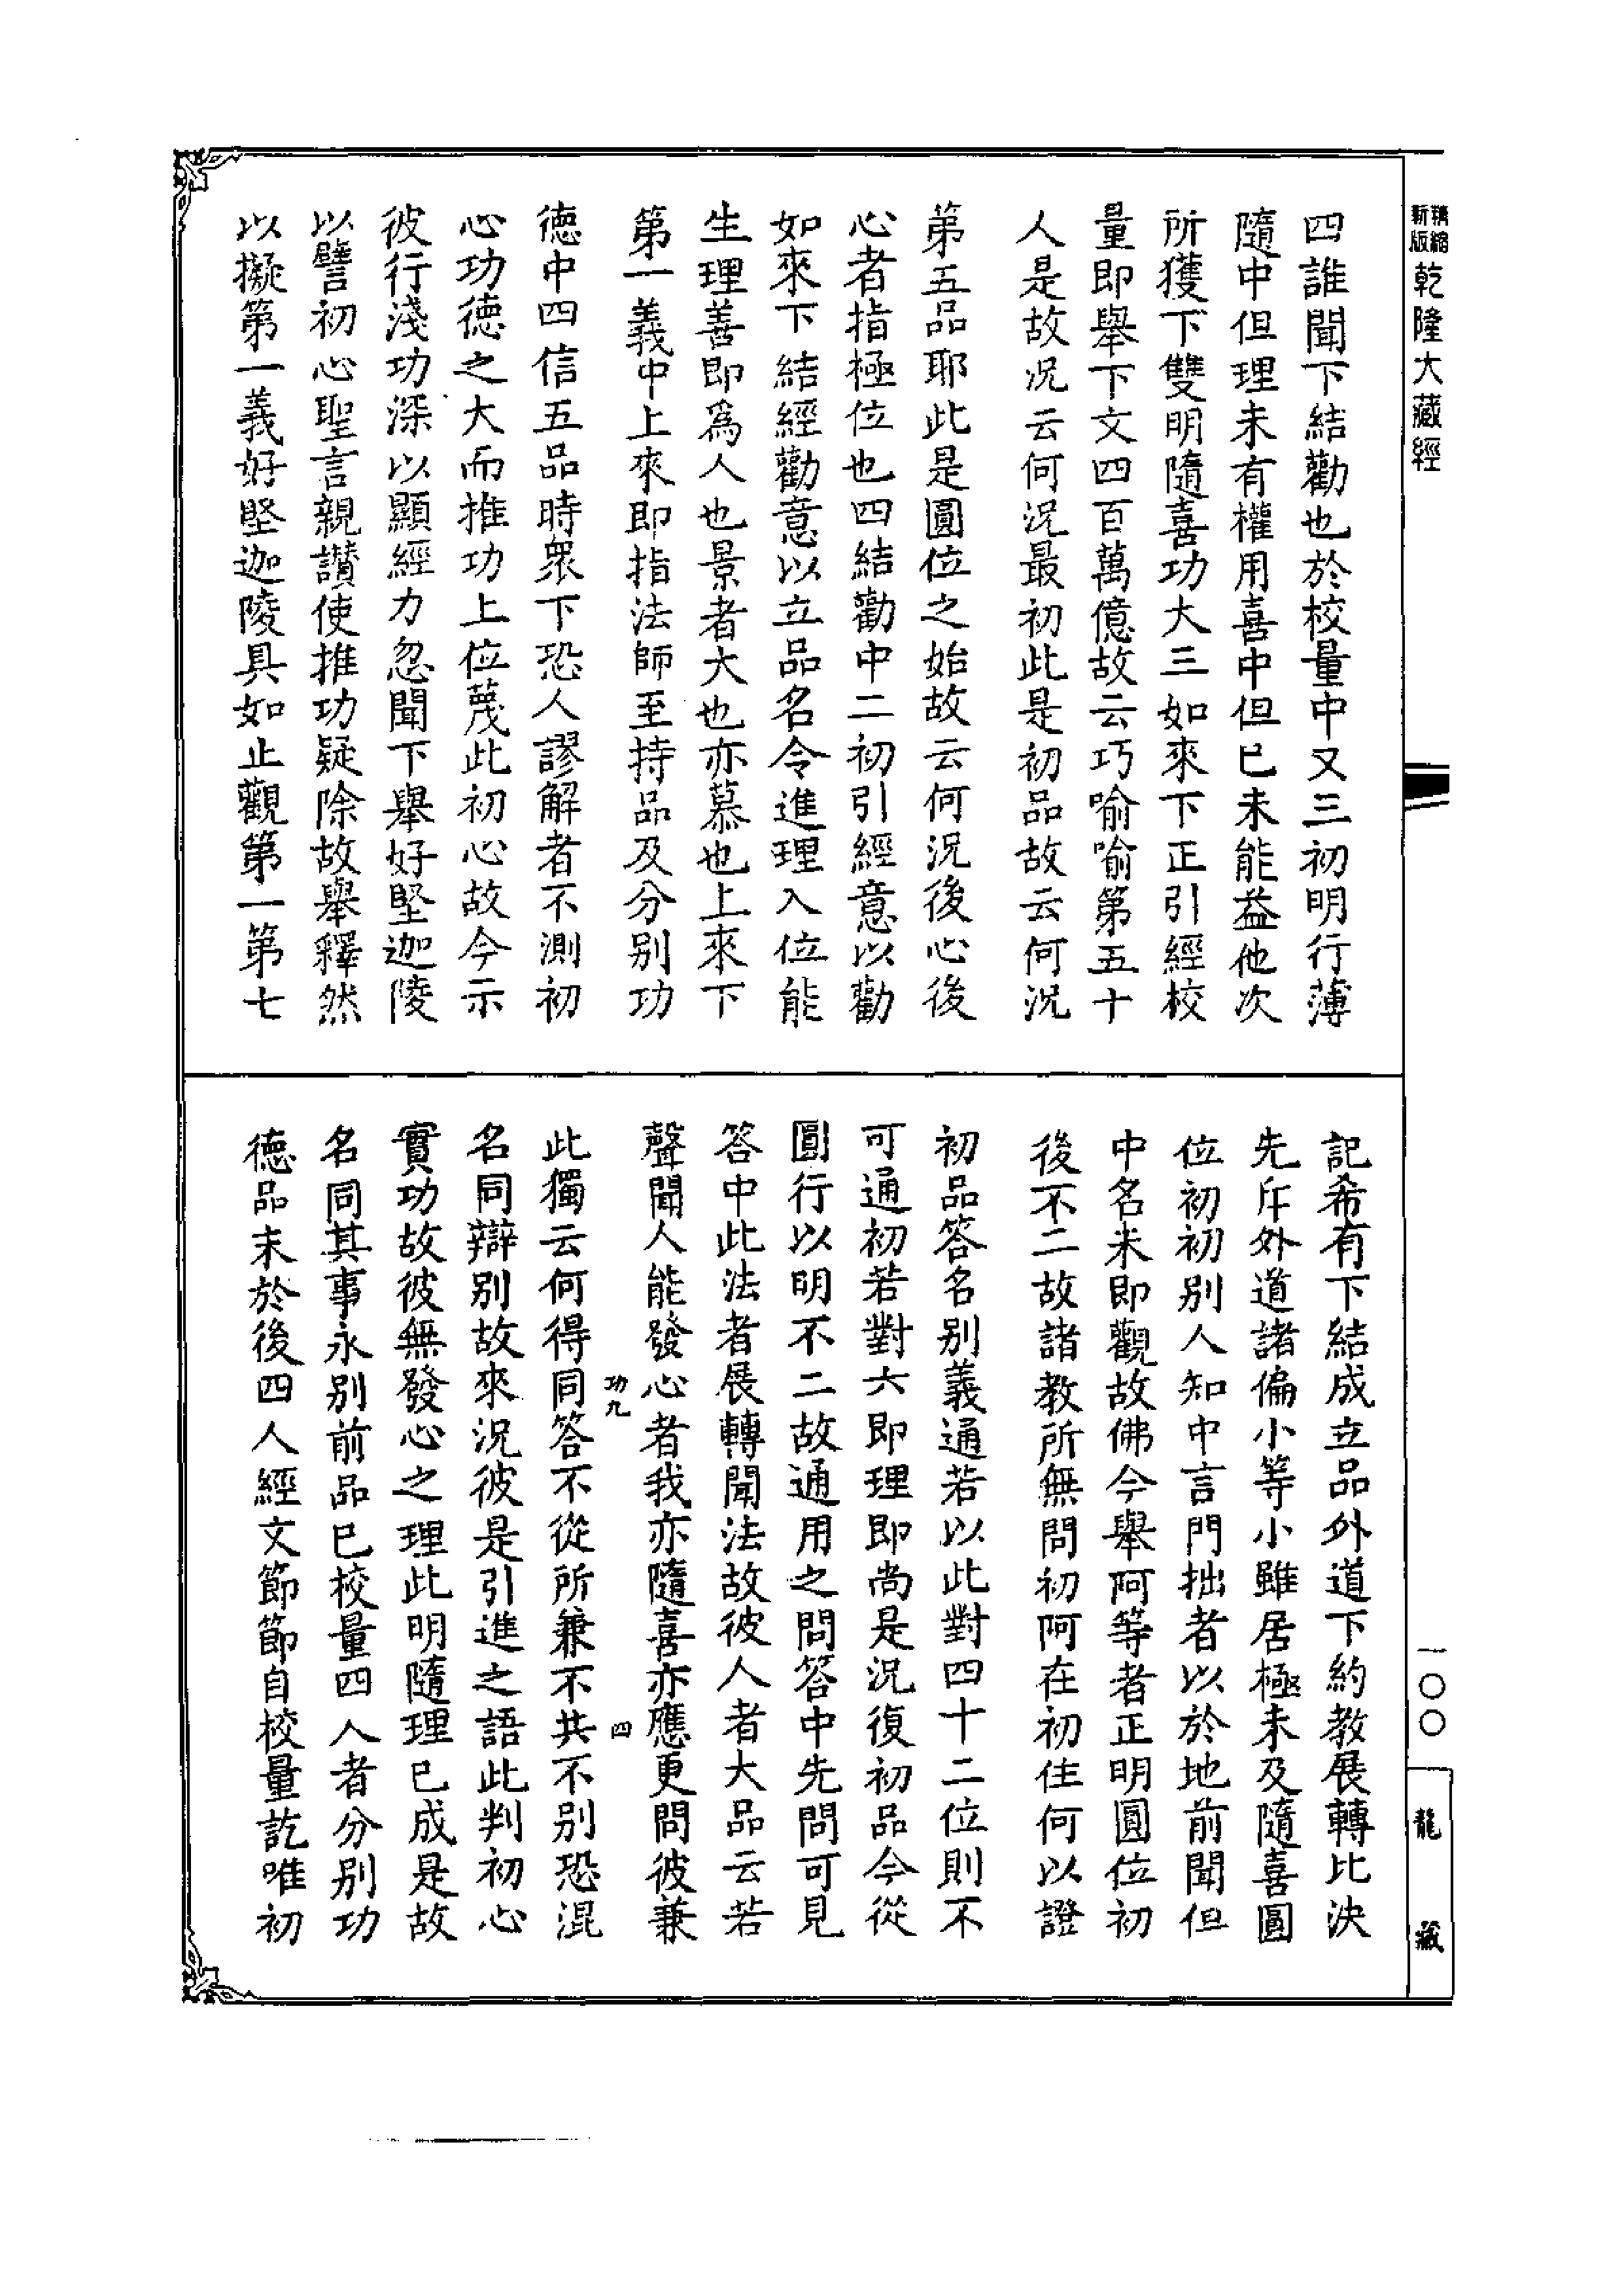 新版
精縮
乾隆大藏經
四誰聞下結勸也於校量中又三初明行薄
隨中但理未有權用喜中但已未能益他次
所獲下雙明隨喜功大三如來下正引經校
量即舉下文四百萬億故云巧喻喻第五十
人是故況云何況最初此是初品故云何況
第五品耶此是圓位之始故云何況後心後
心者指極位也四結勸中二初引經意以勸
如來下結經勸意以立品名令進理入位能
生理善即為人也景者大也亦慕也上來下
第一義中上來即指法師至持品及分別功
德中四信五品時眾下恐人謬解者不測初
心功德之大而推功上位蔑此初心故今示
彼行淺功深以顯經力忽聞下舉好堅迦陵
以譬初心聖言親讚使推功疑除故舉釋然
以擬第一義好堅迦陵具如止觀第一第七
記希有下結成立品外道下約教展轉比決
先斥外道諸偏小等小雖居極未及隨喜圓
位初初別人知中言門拙者以於地前聞但
中名未即觀故佛今舉阿等者正明圓位初
後不二故諸教所無問初阿在初住何以證
初品答名別義通若以此對四十二位則不
可通初若對六即理即尚是況復初品今從
圓行以明不二故通用之問答中先問可見
答中此法者展轉聞法故彼人者大品云若
聲聞人能發心者我亦隨喜亦應更問彼兼
功九
四
此獨云何得同答不從所兼不共不別恐混
名同辯別故來況彼是引進之語此判初心
實功故彼無發心之理此明隨理已成是故
名同其事永別前品已校量四人者分別功
德品末於後四人經文節節自校量訖唯初
一〇〇
龍藏